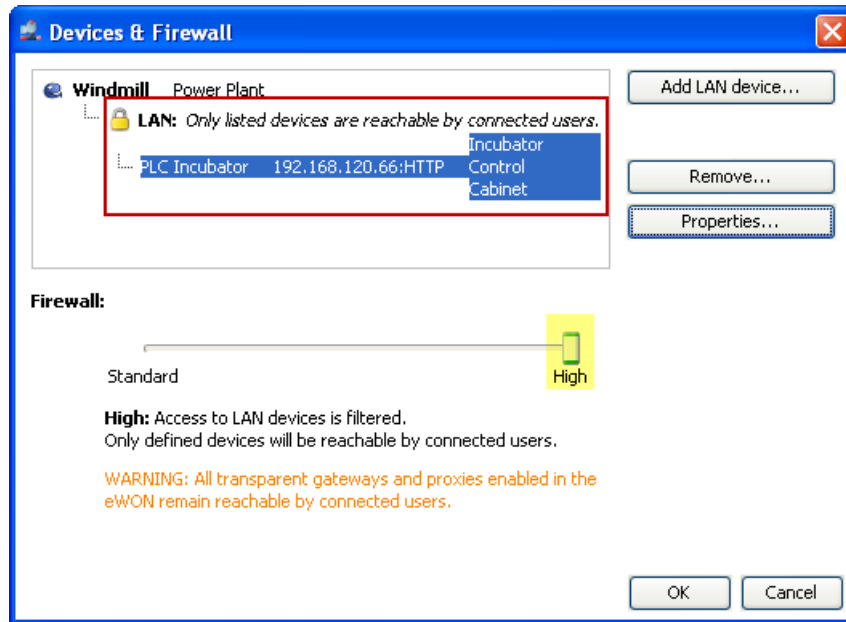 Devices & Firewall
Windmill Power Plant
Add LAN device...
LAN: Only listed devices are reachable by connected users.
PLC Incubator 192.168.120.66:HTTP Incubator
Control
Cabinet
Remove...
Properties...
Firewall:
Standard
High
High: Access to LAN devices is filtered.
Only defined devices will be reachable by connected users.
WARNING: All transparent gateways and proxies enabled in the
eWON remain reachable by connected users.
OK
Cancel